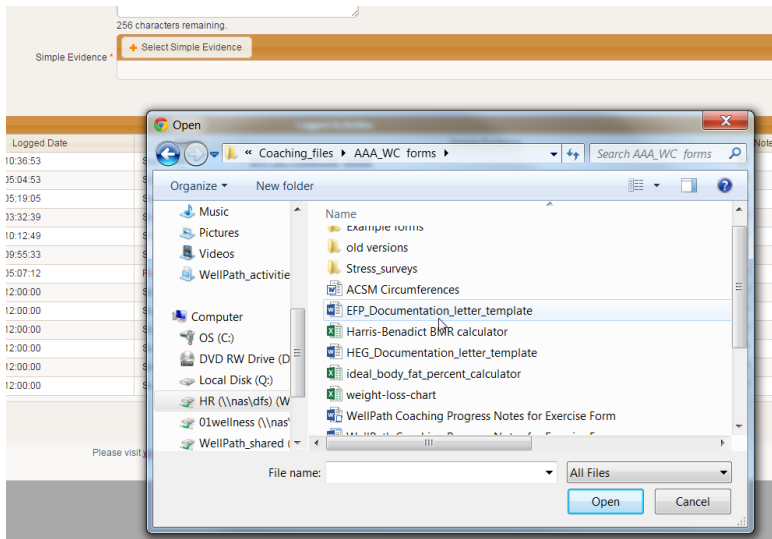 256 characters remaining.
Simple Evidence *
Select Simple Evidence
Open
Logged Date
Note
« Coaching_files ▸ AAA_WC forms ▸
Search AAA_WC forms
Organize
New folder
10:36:53
05:04:53
05:19:05
03:32:39
10:12:49
09:55:33
05:07:12
12:00:00
12:00:00
12:00:00
12:00:00
12:00:00
12:00:00
Music
Pictures
Videos
WellPath_activitie
Computer
OS (C:)
DVD RW Drive (D
Local Disk (Q:)
HR (\\nas\dfs) (W
01wellness (\\nas'
WellPath_shared (
Name
Example forms
old versions
Stress_surveys
ACSM Circumferences
EFP_Documentation_letter_template
Harris-Benadict BMR calculator
HEG_Documentation_letter_template
ideal_body_fat_percent_calculator
weight-loss-chart
WellPath Coaching Progress Notes for Exercise Form
Please visit
File name:
All Files
Open
Cancel